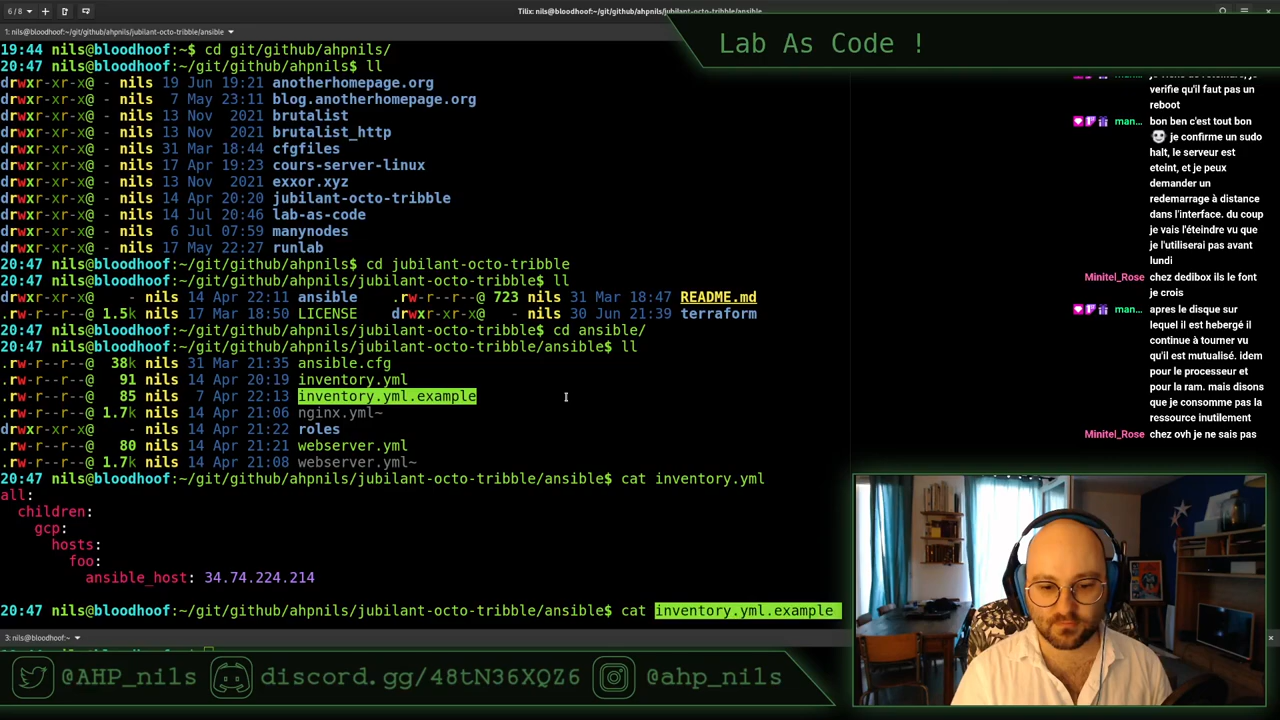 6 / 8
Tilix: nils@bloodhoof:~/git/github/ahpnils/jubilant-octo-tribble/ansible
1: nils@bloodhoof:~/git/github/ahpnils/jubilant-octo-tribble/ansible
Lab As Code !
19:44 nils@bloodhoof:~$ cd git/github/ahpnils/
20:47 nils@bloodhoof:~/git/github/ahpnils$ ll
drwxr-xr-x@ - nils 19 Jun 19:21 anotherhomepage.org
drwxr-xr-x@ - nils  7 May 23:11 blog.anotherhomepage.org
drwxr-xr-x@ - nils 13 Nov  2021 brutalist
drwxr-xr-x@ - nils 13 Nov  2021 brutalist_http
drwxr-xr-x@ - nils 31 Mar 18:44 cfgfiles
drwxr-xr-x@ - nils 17 Apr 19:23 cours-server-linux
drwxr-xr-x@ - nils 13 Nov  2021 exxor.xyz
drwxr-xr-x@ - nils 14 Apr 20:20 jubilant-octo-tribble
drwxr-xr-x@ - nils 14 Jul 20:46 lab-as-code
drwxr-xr-x@ - nils  6 Jul 07:59 manynodes
drwxr-xr-x@ - nils 17 May 22:27 runlab
20:47 nils@bloodhoof:~/git/github/ahpnils$ cd jubilant-octo-tribble
20:47 nils@bloodhoof:~/git/github/ahpnils/jubilant-octo-tribble$ ll
drwxr-xr-x@    - nils 14 Apr 22:11 ansible    .rw-r--r--@ 723 nils 31 Mar 18:47 README.md
.rw-r--r--@ 1.5k nils 17 Mar 18:50 LICENSE    drwxr-xr-x@   - nils 30 Jun 21:39 terraform
20:47 nils@bloodhoof:~/git/github/ahpnils/jubilant-octo-tribble$ cd ansible/
20:47 nils@bloodhoof:~/git/github/ahpnils/jubilant-octo-tribble/ansible$ ll
.rw-r--r--@  38k nils 31 Mar 21:35 ansible.cfg
.rw-r--r--@   91 nils 14 Apr 20:19 inventory.yml
.rw-r--r--@   85 nils  7 Apr 22:13 inventory.yml.example
.rw-r--r--@ 1.7k nils 14 Apr 21:06 nginx.yml~
drwxr-xr-x@    - nils 14 Apr 21:22 roles
.rw-r--r--@   80 nils 14 Apr 21:21 webserver.yml
.rw-r--r--@ 1.7k nils 14 Apr 21:08 webserver.yml~
20:47 nils@bloodhoof:~/git/github/ahpnils/jubilant-octo-tribble/ansible$ cat inventory.yml
all:
  children:
    gcp:
      hosts:
        foo:
          ansible_host: 34.74.224.214
20:47 nils@bloodhoof:~/git/github/ahpnils/jubilant-octo-tribble/ansible$ cat inventory.yml.example
3: nils@bloodhoof:~
verifie qu'il faut pas un
reboot
man... bon ben c'est tout bon
je confirme un sudo
halt, le serveur est
eteint, et je peux
demander un
redemarrage à distance
dans l'interface. du coup
je vais l'éteindre vu que
je l'utiliserai pas avant
lundi
Minitel_Rose chez dedibox ils le font
je crois
man... apres le disque sur
lequel il est hebergé il
continue à tourner vu
qu'il est mutualisé. idem
pour le processeur et
pour la ram. mais disons
que je consomme pas la
ressource inutilement
Minitel_Rose chez ovh je ne sais pas
@AHP_nils
discord.gg/48tN36XQZ6
@ahp_nils